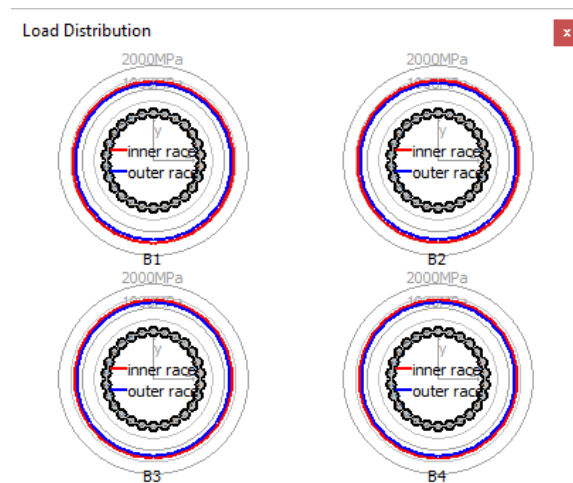 Load Distribution
x
2000MPa
y
inner race
outer race
B1
2000MPa
y
inner race
outer race
B2
2000MPa
y
inner race
outer race
B3
2000MPa
y
inner race
outer race
B4